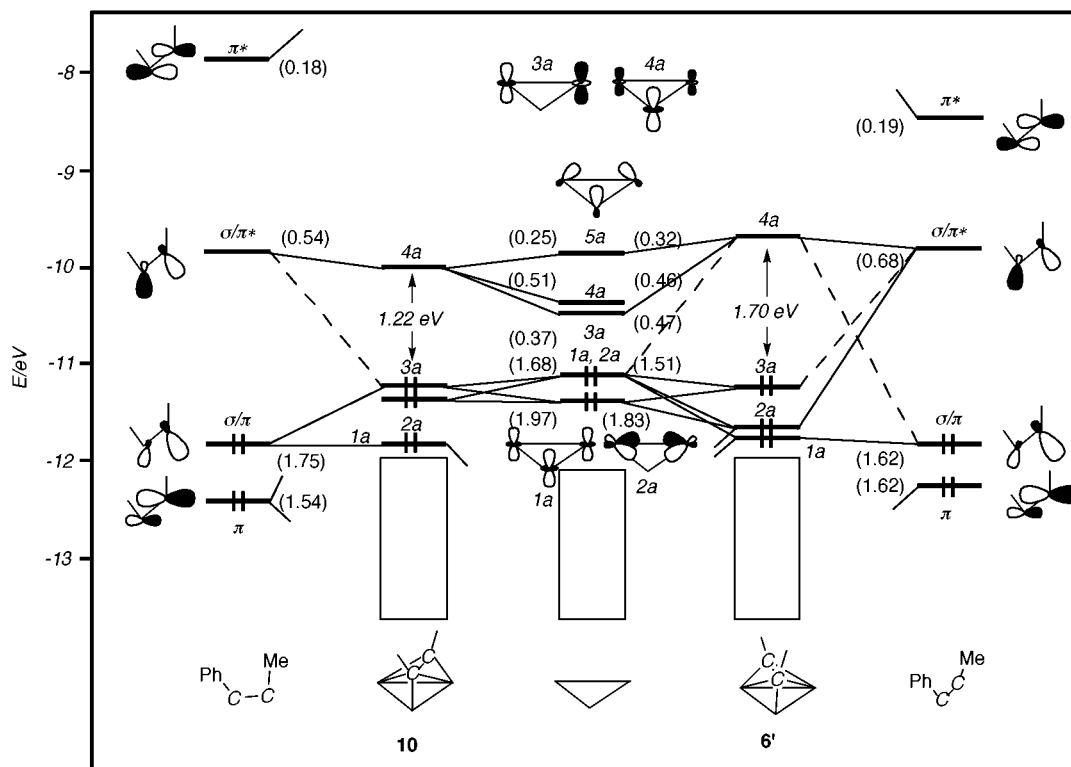 π*
3a 4a
-8
(0.18)
π*
(0.19)
-9
σ/π*
(0.54)
4a
(0.25)
5a
(0.32)
4a
σ/π*
(0.68)
-10
(0.51)
4a
(0.46)
1.22 eV
3a
(0.47)
1.70 eV
E/eV
(0.37)
-11
3a
(1.68)
1a, 2a
(1.51)
3a
σ/π
1a
2a
(1.97)
(1.83)
2a
1a
σ/π
-12
(1.75)
1a
2a
(1.62)
(1.54)
(1.62)
π
π
-13
Ph
Me
C
C
C
C
C
C
Ph
Me
C
C
10
6'